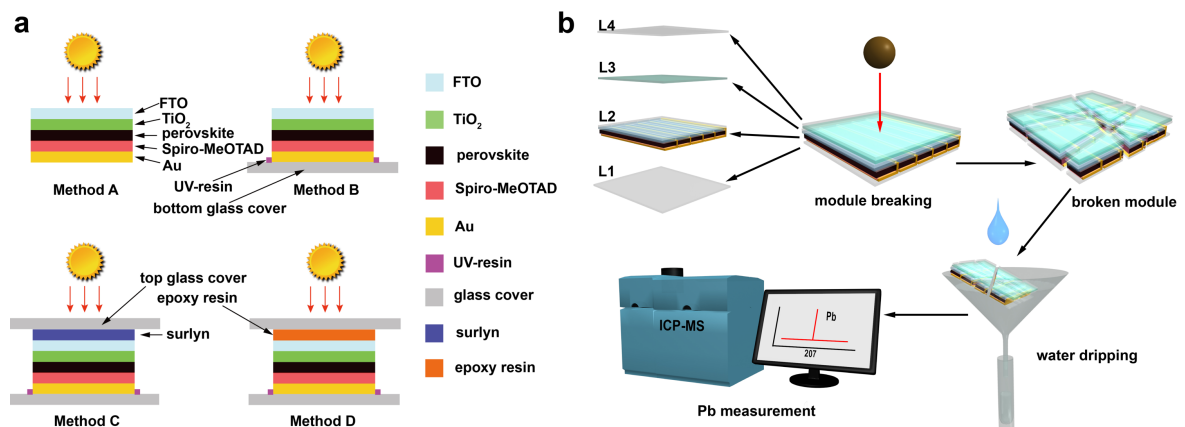 a
FTO
TiO2
perovskite
Spiro-MeOTAD
Au
Method A
UV-resin
bottom glass cover
Method B
top glass cover
epoxy resin
surlyn
Method C
Method D
FTO
TiO2
perovskite
Spiro-MeOTAD
Au
UV-resin
glass cover
surlyn
epoxy resin
b
L4
L3
L2
L1
module breaking
broken module
water dripping
ICP-MS
Pb
207
Pb measurement